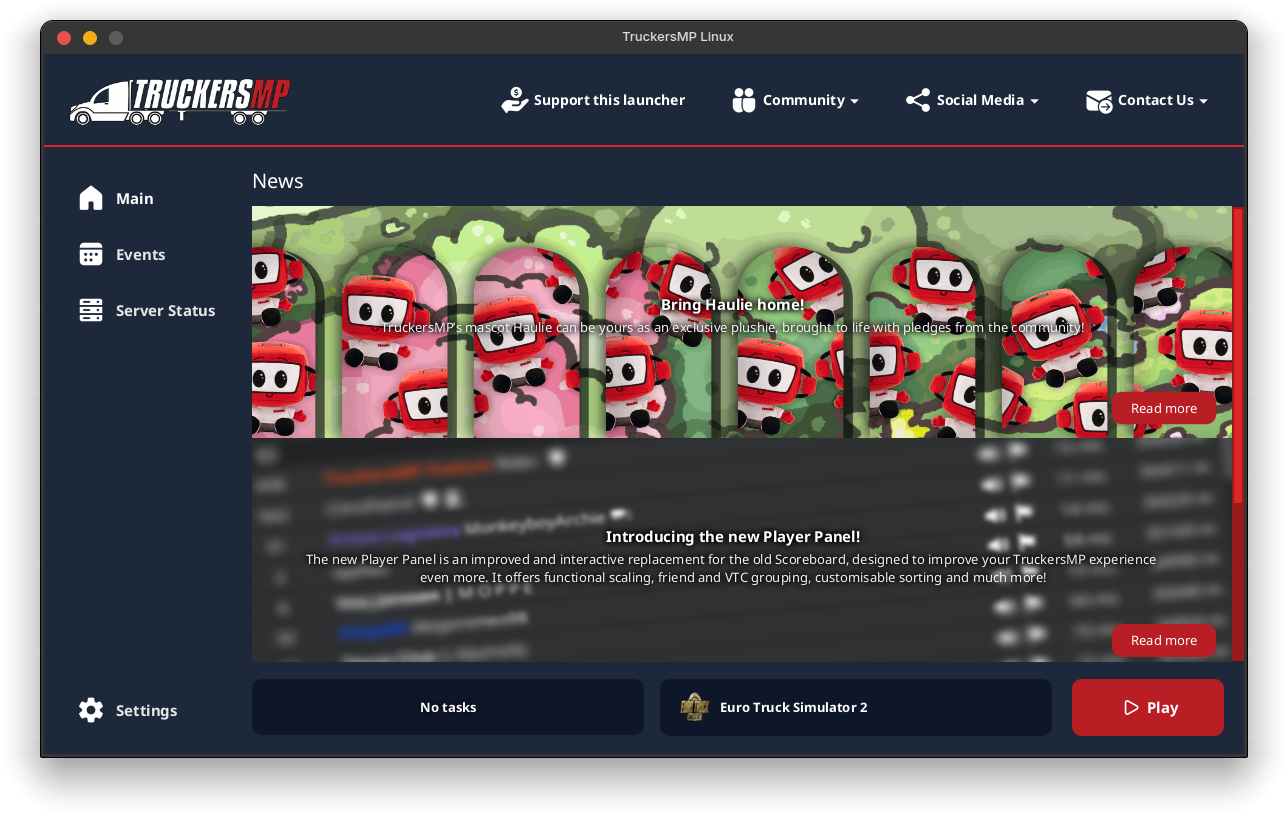 TruckersMP Linux
TRUCKERSMP
Support this launcher
Community
Social Media
Contact Us
Main
Events
Server Status
Settings
News
Bring Haulie home!
TruckersMP's mascot Haulie can be yours as an exclusive plushie, brought to life with pledges from the community!
Read more
MonkeyboyArchie
Introducing the new Player Panel!
The new Player Panel is an improved and interactive replacement for the old Scoreboard, designed to improve your TruckersMP experience
even more. It offers functional scaling, friend and VTC grouping, customisable sorting and much more!
Read more
No tasks
Euro Truck Simulator 2
Play